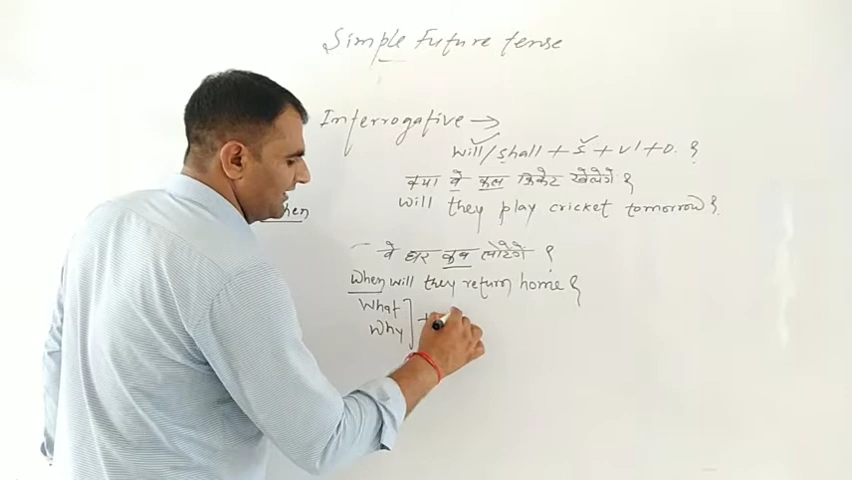 Simple Future tense
Interrogative →
will/shall + S + V1 + O. ?
क्या वे कल क्रिकेट खेलेंगे ?
will they play cricket tomorrow ?
when
वे घर कब लोटेगें ?
When will they return home ?
What
Why ] +